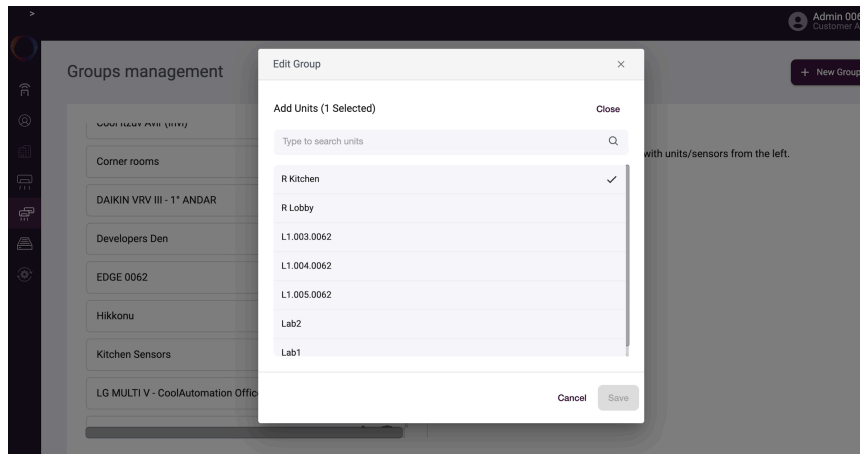 >
Admin 006
Customer A
Groups management
+ New Group
Edit Group
Add Units (1 Selected)
Close
Type to search units
R Kitchen
R Lobby
L1.003.0062
L1.004.0062
L1.005.0062
Lab2
Lab1
Cancel
Save
with units/sensors from the left.
Corner rooms
DAIKIN VRV III - 1° ANDAR
Developers Den
EDGE 0062
Hikkonu
Kitchen Sensors
LG MULTI V - CoolAutomation Offic